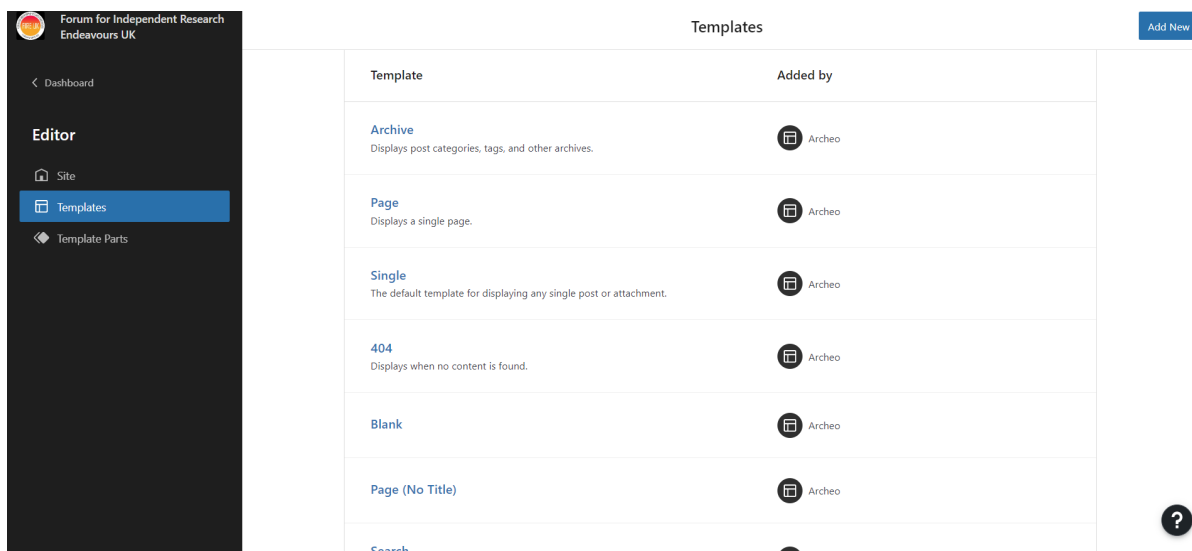 Forum for Independent Research
Endeavours UK
Templates
Add New
Dashboard
Editor
Site
Templates
Template Parts
Template
Added by
Archive
Displays post categories, tags, and other archives.
Archeo
Page
Displays a single page.
Archeo
Single
The default template for displaying any single post or attachment.
Archeo
404
Displays when no content is found.
Archeo
Blank
Archeo
Page (No Title)
Archeo
Search
?